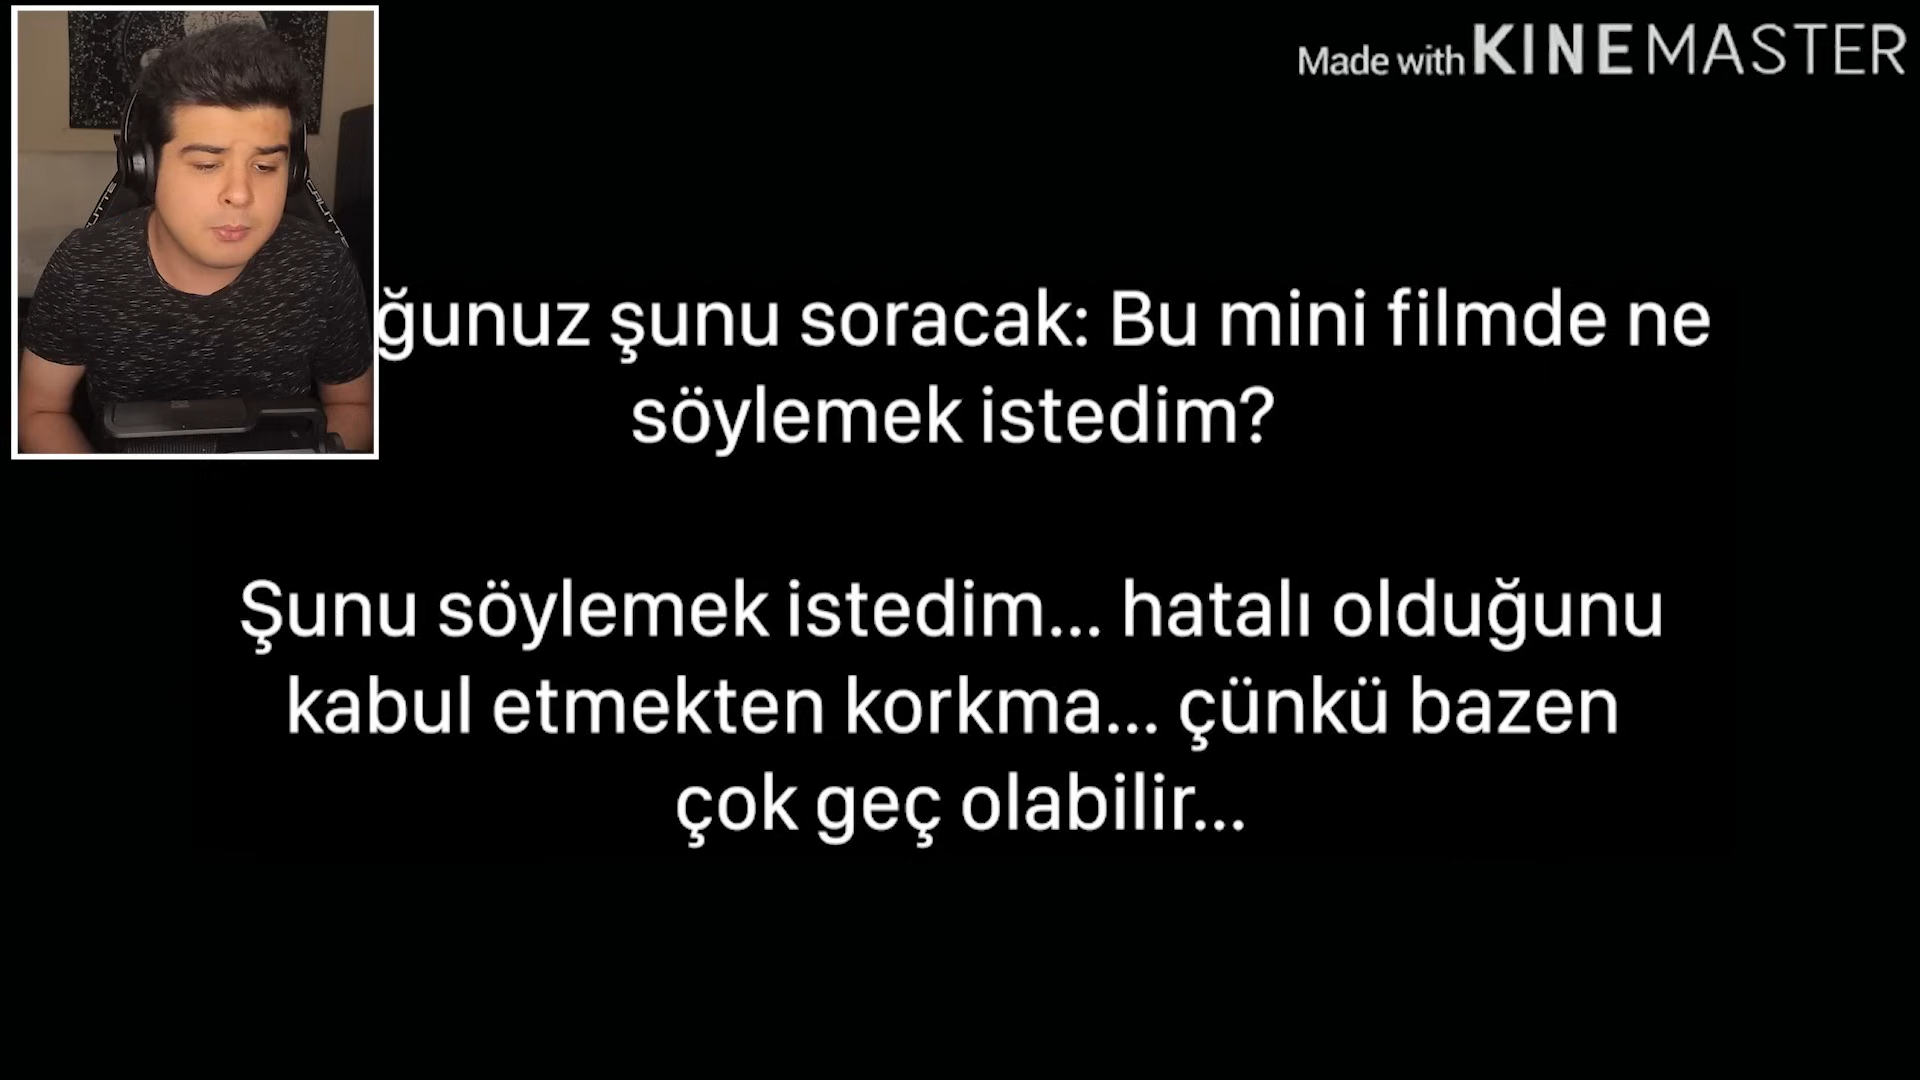 Made with KINEMASTER
ğunuz şunu soracak: Bu mini filmde ne
söylemek istedim?
Şunu söylemek istedim... hatalı olduğunu
kabul etmekten korkma... çünkü bazen
çok geç olabilir...